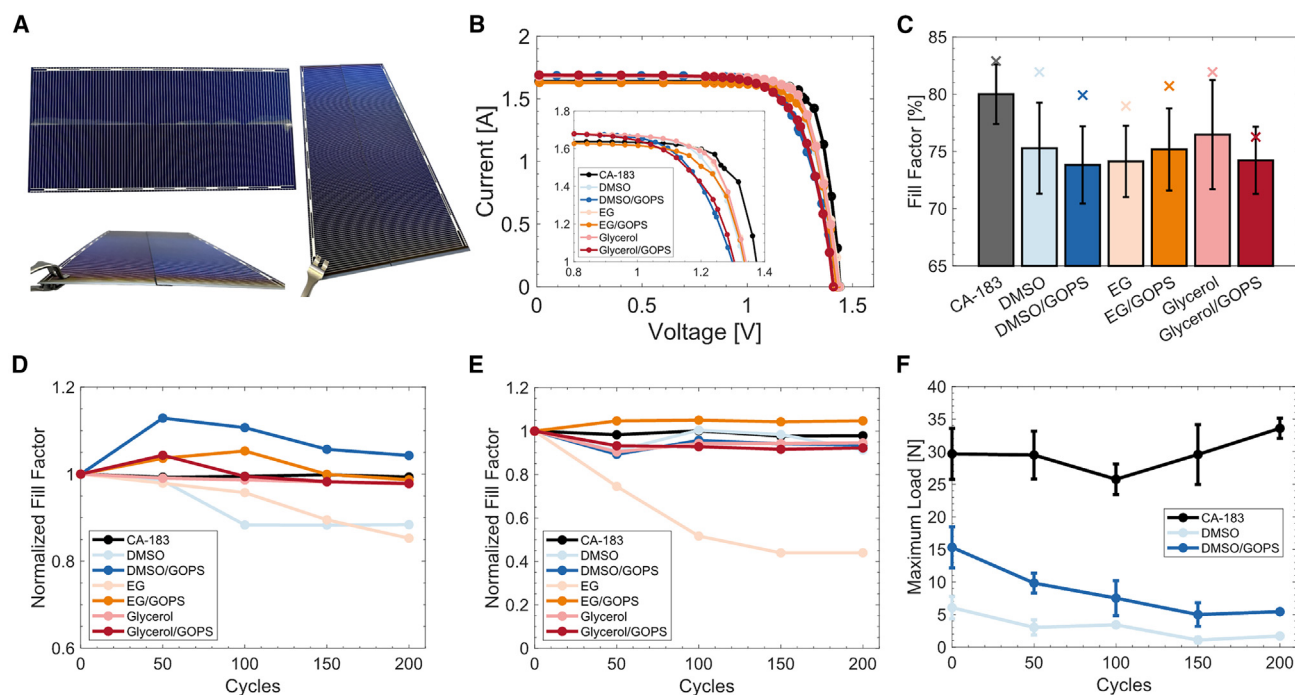 A
B
2
1.5
1
0.5
0
Current [A]
0
0.5
1
1.5
Voltage [V]
1.8
1.6
1.4
1.2
1
0.8
1
1.2
1.4
CA-183
DMSO
DMSO/GOPS
EG
EG/GOPS
Glycerol
Glycerol/GOPS
C
85
80
75
70
65
Fill Factor [%]
CA-183
DMSO
DMSO/GOPS
EG
EG/GOPS
Glycerol
Glycerol/GOPS
D
1.2
1
0.8
0.6
Normalized Fill Factor
0
50
100
150
200
Cycles
CA-183
DMSO
DMSO/GOPS
EG
EG/GOPS
Glycerol
Glycerol/GOPS
E
1.2
1
0.8
0.6
0.4
0.2
0
Normalized Fill Factor
0
50
100
150
200
Cycles
CA-183
DMSO
DMSO/GOPS
EG
EG/GOPS
Glycerol
Glycerol/GOPS
F
40
35
30
25
20
15
10
5
0
Maximum Load [N]
0
50
100
150
200
Cycles
CA-183
DMSO
DMSO/GOPS